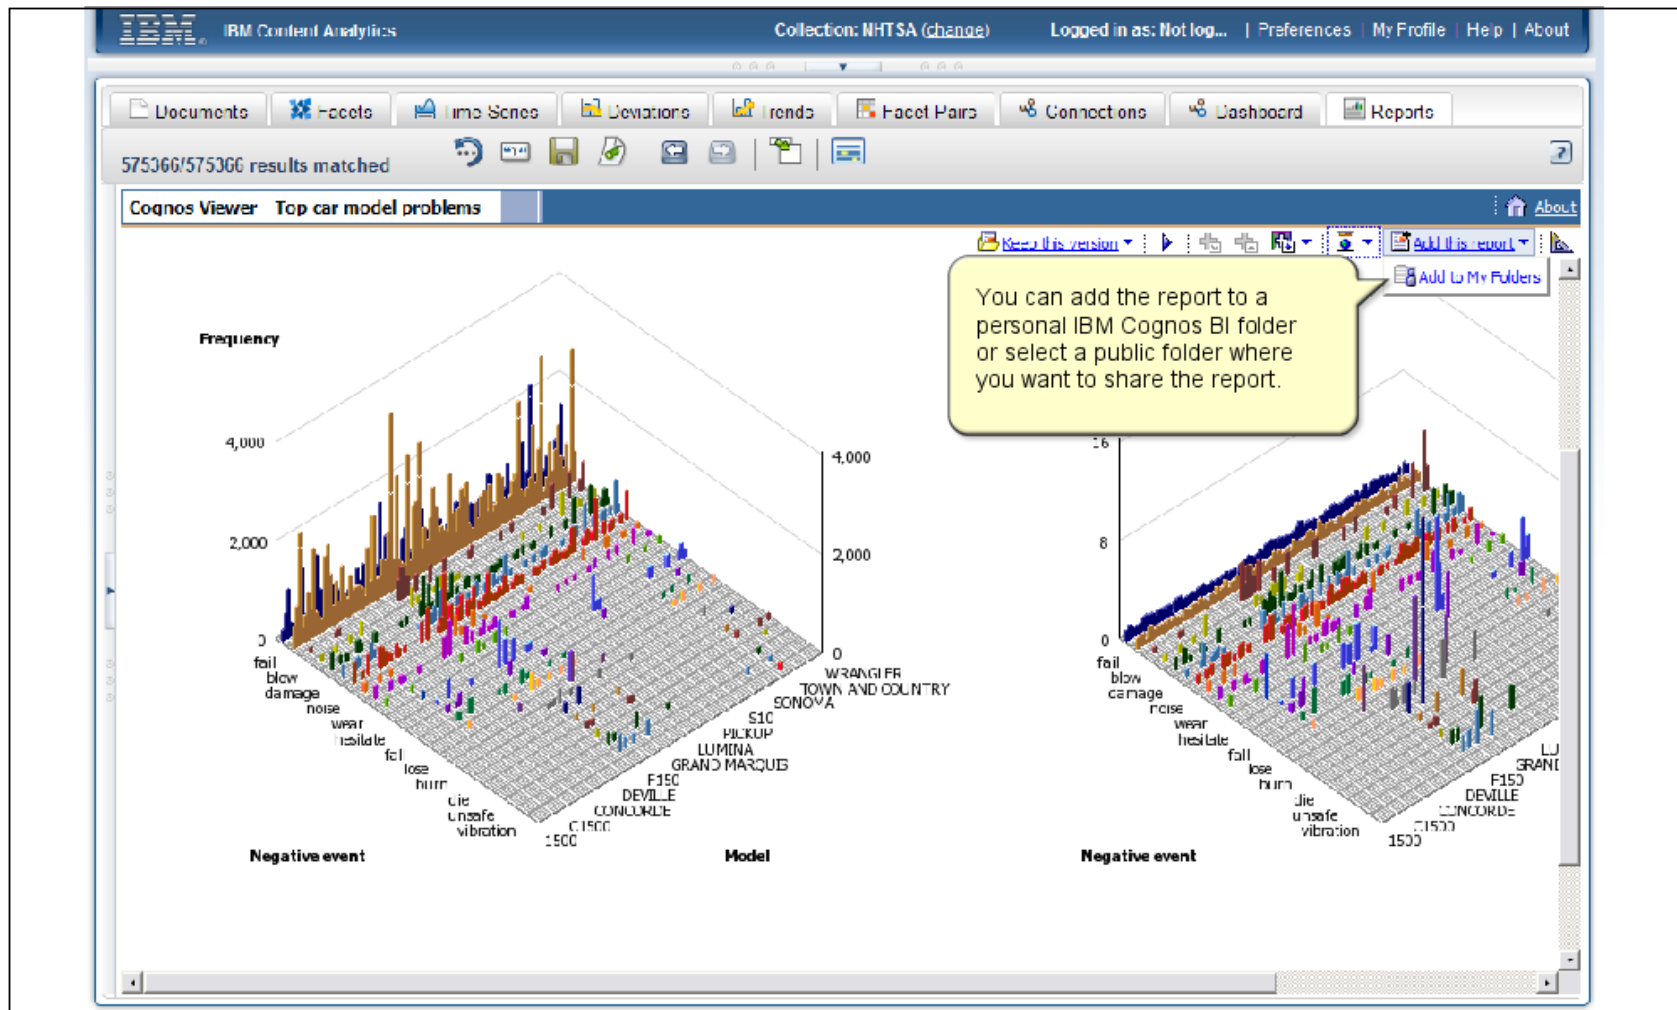 IBM IBM Content Analytics Collection: NHTSA (change) Logged in as: Not log... | Preferences | My Profile | Help | About
Documents Facets Time Series Deviations Trends Facet Pairs Connections Dashboard Reports
575366/575366 results matched
Cognos Viewer Top car model problems About
Keep this version Add this report
Add to My Folders
You can add the report to a
personal IBM Cognos BI folder
or select a public folder where
you want to share the report.
Frequency
4,000
2,000
0
4,000
2,000
0
fail
blow
damage
noise
wear
hesitate
fall
lose
burn
die
unsafe
vibration
WRANGLER
TOWN AND COUNTRY
SONOMA
S10
PICKUP
LUMINA
GRAND MARQUIS
F150
DEVILLE
CONCORDE
C1500
1500
Negative event
Model
16
8
0
fail
blow
damage
noise
wear
hesitate
fall
lose
burn
die
unsafe
vibration
LU
GRAND
F150
DEVILLE
CONCORDE
C1500
1500
Negative event